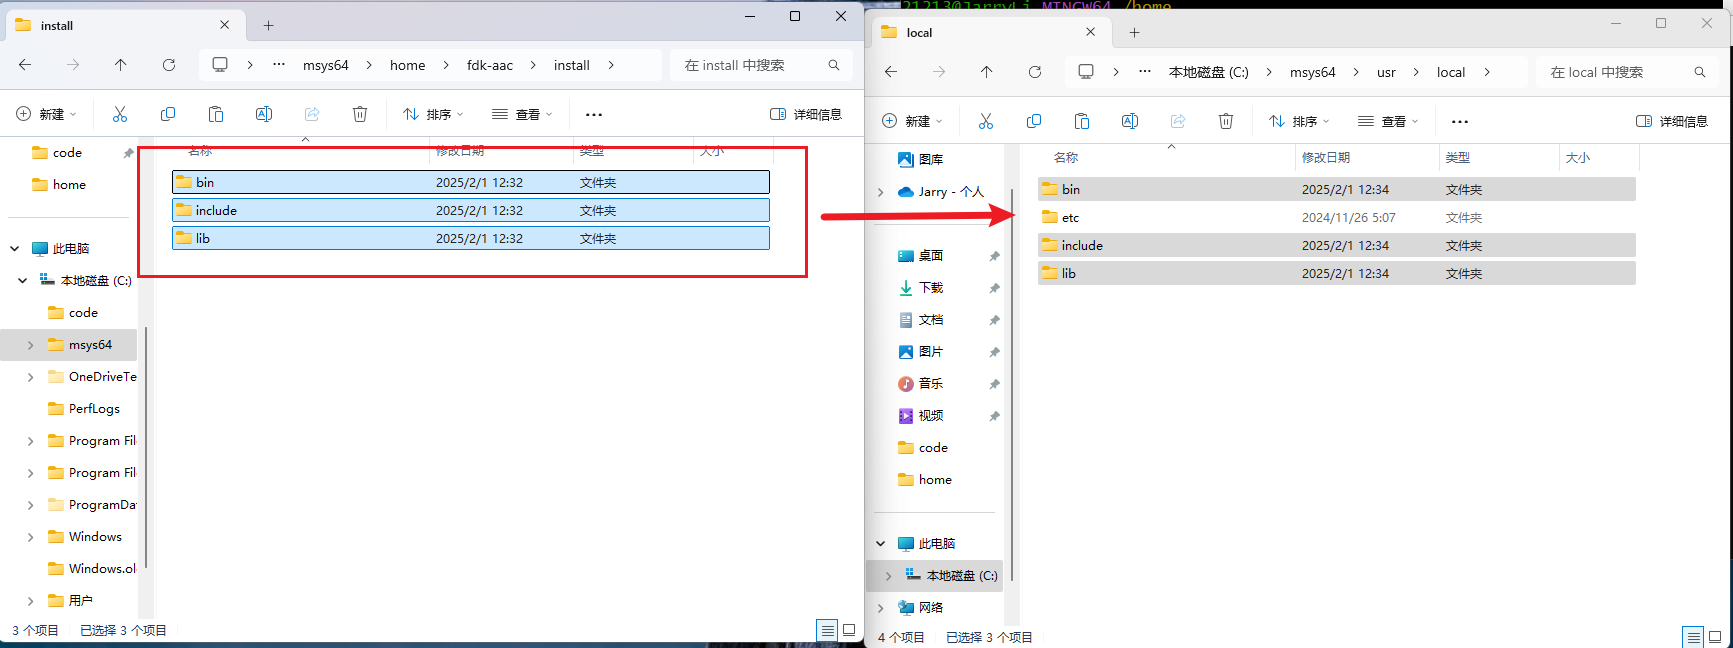 install
msys64 home fdk-aac install
在 install 中搜索
新建
排序
查看
详细信息
code
home
此电脑
本地磁盘 (C:)
code
msys64
OneDriveTe
PerfLogs
Program Fil
Program Fil
ProgramDat
Windows
Windows.ol
用户
名称 修改日期 类型 大小
bin 2025/2/1 12:32 文件夹
include 2025/2/1 12:32 文件夹
lib 2025/2/1 12:32 文件夹
3 个项目 已选择 3 个项目
21213@JarryLi MINGW64 /home
local
本地磁盘 (C:) msys64 usr local
在 local 中搜索
新建
排序
查看
详细信息
图库
Jarry - 个人
桌面
下载
文档
图片
音乐
视频
code
home
此电脑
本地磁盘 (C:)
网络
名称 修改日期 类型 大小
bin 2025/2/1 12:34 文件夹
etc 2024/11/26 5:07 文件夹
include 2025/2/1 12:34 文件夹
lib 2025/2/1 12:34 文件夹
4 个项目 已选择 3 个项目